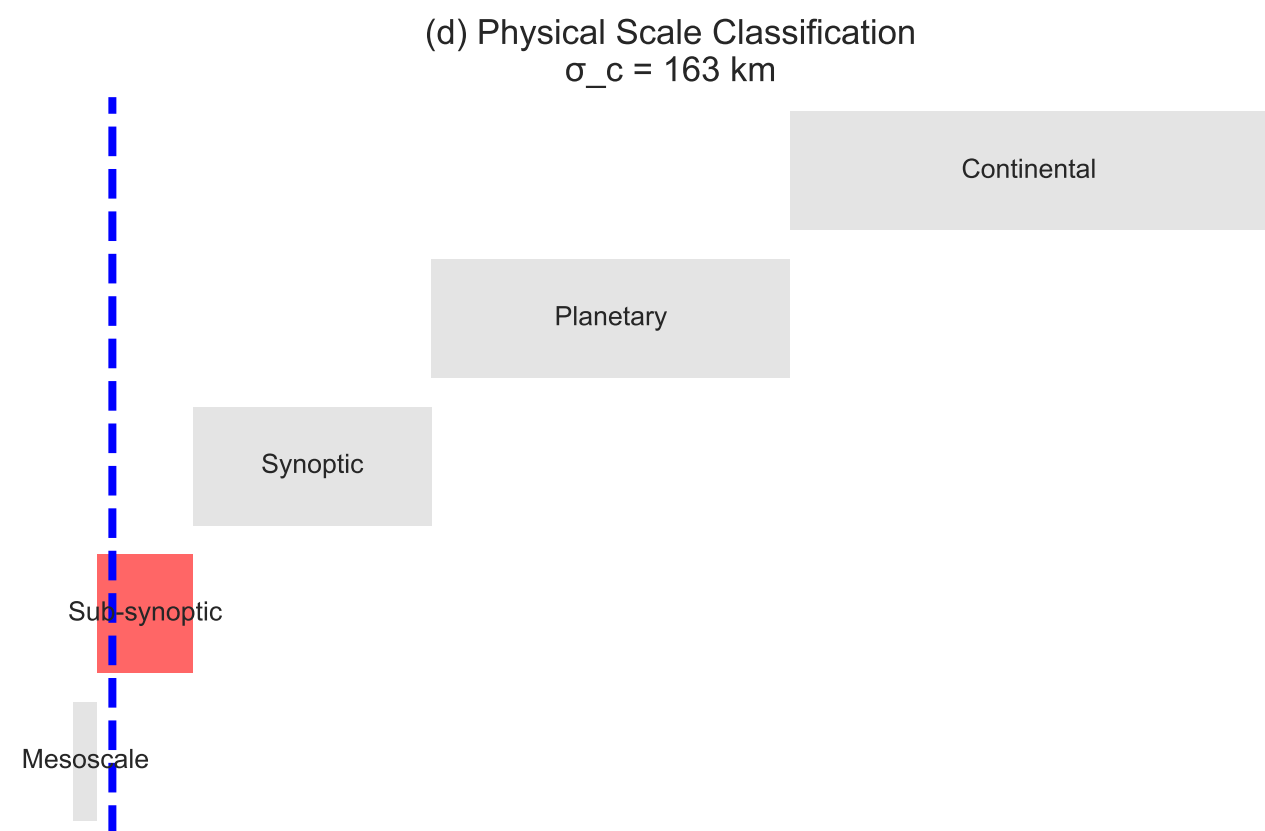 (d) Physical Scale Classification
σ_c = 163 km
Continental
Planetary
Synoptic
Sub-synoptic
Mesoscale